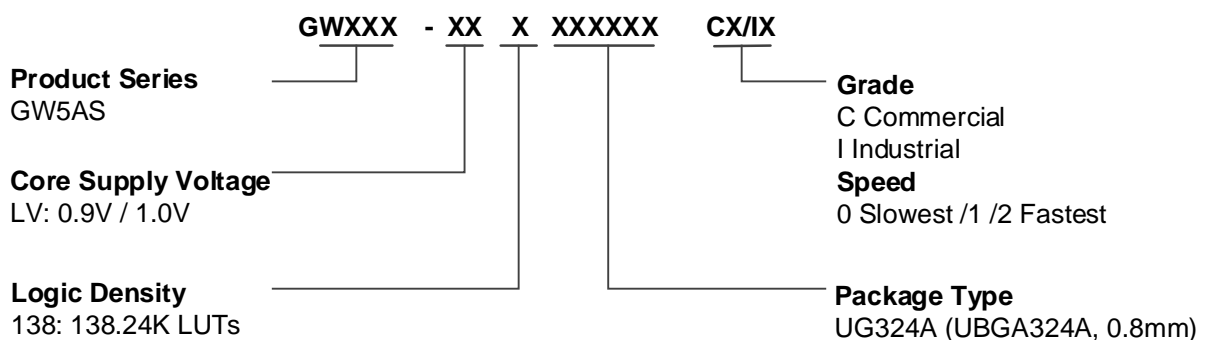 GWXXX - XX X XXXXXX CX/IX
Product Series
GW5AS
Core Supply Voltage
LV: 0.9V / 1.0V
Logic Density
138: 138.24K LUTs
Grade
C Commercial
I Industrial
Speed
0 Slowest /1 /2 Fastest
Package Type
UG324A (UBGA324A, 0.8mm)